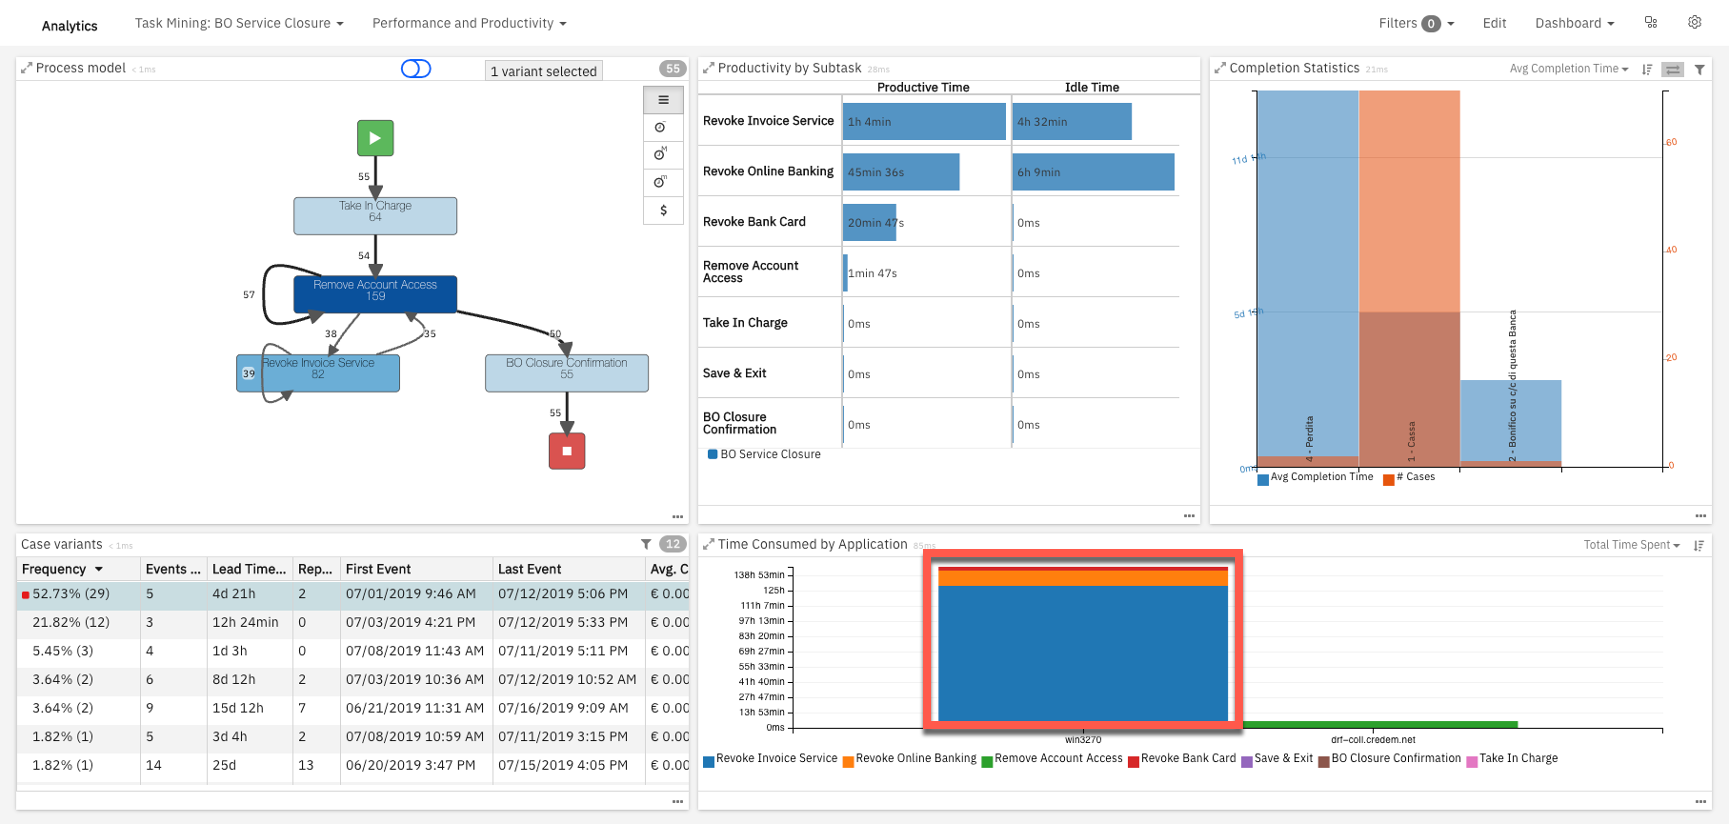 Analytics Task Mining: BO Service Closure Performance and Productivity Filters 0 Edit Dashboard
Process model < 1ms 1 variant selected 55
55
Take In Charge
64
54
Remove Account Access
159
57
38
35
50
Revoke Invoice Service
82
39
BO Closure Confirmation
55
55
M
m
$
Productivity by Subtask 28ms
Productive Time Idle Time
Revoke Invoice Service 1h 4min 4h 32min
Revoke Online Banking 45min 36s 6h 9min
Revoke Bank Card 20min 47s 0ms
Remove Account
Access
1min 47s 0ms
Take In Charge 0ms 0ms
Save & Exit 0ms 0ms
BO Closure
Confirmation
0ms 0ms
BO Service Closure
Completion Statistics 21ms Avg Completion Time
60
40
20
0
4 - Perdita
1 - Cassa
2 - Bonifico su c/c di questa Banca
Avg Completion Time # Cases
Case variants < 1ms 12
Frequency Events ... Lead Time... Rep... First Event Last Event Avg. C
52.73% (29) 5 4d 21h 2 07/01/2019 9:46 AM 07/12/2019 5:06 PM € 0.00
21.82% (12) 3 12h 24min 0 07/03/2019 4:21 PM 07/12/2019 5:33 PM € 0.00
5.45% (3) 4 1d 3h 0 07/08/2019 11:43 AM 07/11/2019 5:11 PM € 0.00
3.64% (2) 6 8d 12h 2 07/03/2019 10:36 AM 07/12/2019 10:52 AM € 0.00
3.64% (2) 9 15d 12h 7 06/21/2019 11:31 AM 07/16/2019 9:09 AM € 0.00
1.82% (1) 5 3d 4h 2 07/08/2019 10:59 AM 07/11/2019 3:15 PM € 0.00
1.82% (1) 14 25d 13 06/20/2019 3:47 PM 07/15/2019 4:05 PM € 0.00
Time Consumed by Application 85ms Total Time Spent
138h 53min
125h
111h 7min
97h 13min
83h 20min
69h 27min
55h 33min
41h 40min
27h 47min
13h 53min
0ms
win3270 drf-coll.credem.net
Revoke Invoice Service Revoke Online Banking Remove Account Access Revoke Bank Card Save & Exit BO Closure Confirmation Take In Charge